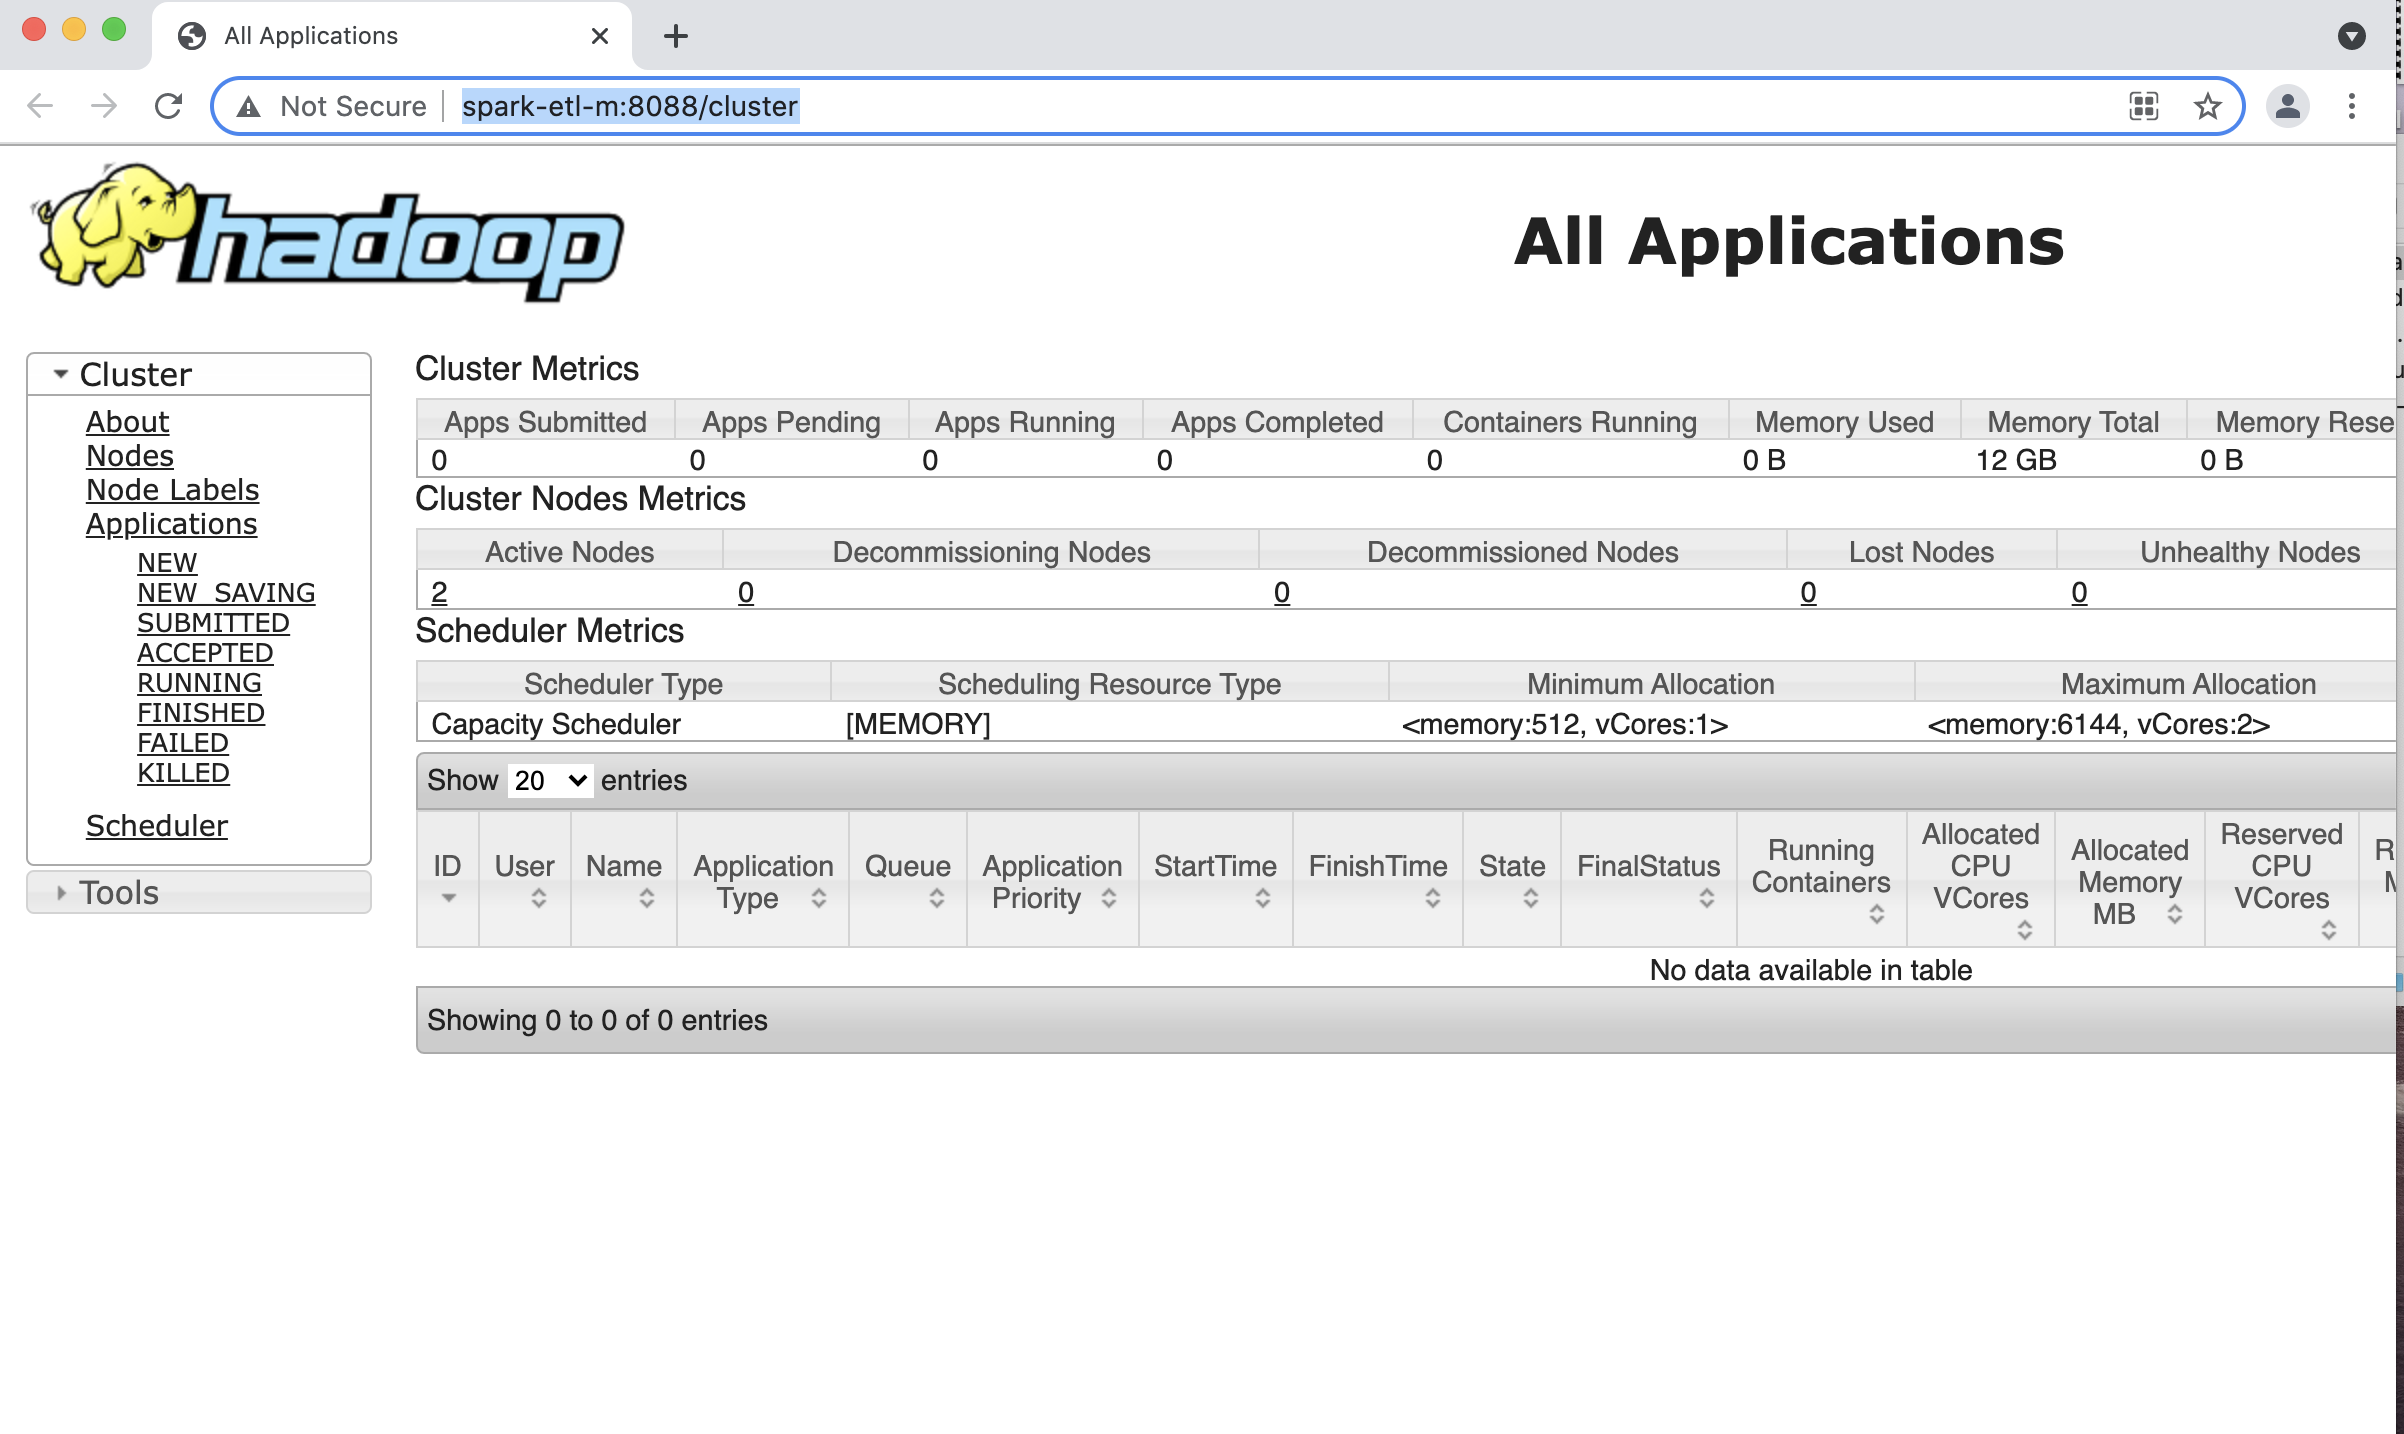 All Applications
Not Secure spark-etl-m:8088/cluster
hadoop
All Applications
Cluster
About
Nodes
Node Labels
Applications
NEW
NEW_SAVING
SUBMITTED
ACCEPTED
RUNNING
FINISHED
FAILED
KILLED
Scheduler
Tools
Cluster Metrics
Apps Submitted Apps Pending Apps Running Apps Completed Containers Running Memory Used Memory Total Memory Rese
0 0 0 0 0 0 B 12 GB 0 B
Cluster Nodes Metrics
Active Nodes Decommissioning Nodes Decommissioned Nodes Lost Nodes Unhealthy Nodes
2 0 0 0 0
Scheduler Metrics
Scheduler Type Scheduling Resource Type Minimum Allocation Maximum Allocation
Capacity Scheduler [MEMORY] <memory:512, vCores:1> <memory:6144, vCores:2>
Show 20 entries
ID User Name Application Type Queue Application Priority StartTime FinishTime State FinalStatus Running Containers Allocated CPU VCores Allocated Memory MB Reserved CPU VCores
No data available in table
Showing 0 to 0 of 0 entries